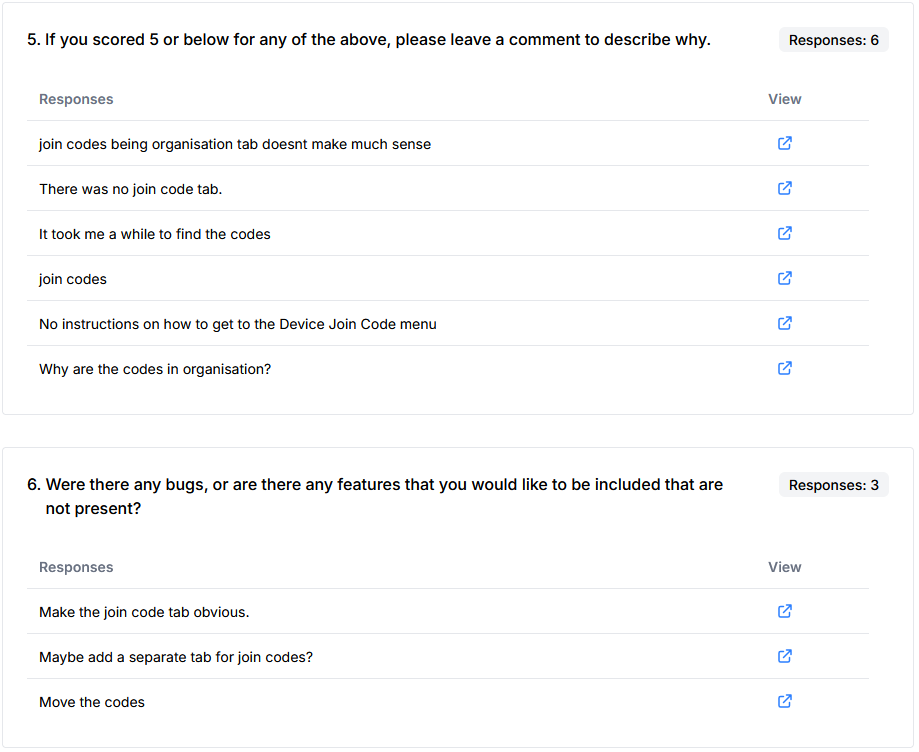 5. If you scored 5 or below for any of the above, please leave a comment to describe why.
Responses: 6
Responses View
join codes being organisation tab doesnt make much sense
There was no join code tab.
It took me a while to find the codes
join codes
No instructions on how to get to the Device Join Code menu
Why are the codes in organisation?
6. Were there any bugs, or are there any features that you would like to be included that are
not present?
Responses: 3
Responses View
Make the join code tab obvious.
Maybe add a separate tab for join codes?
Move the codes